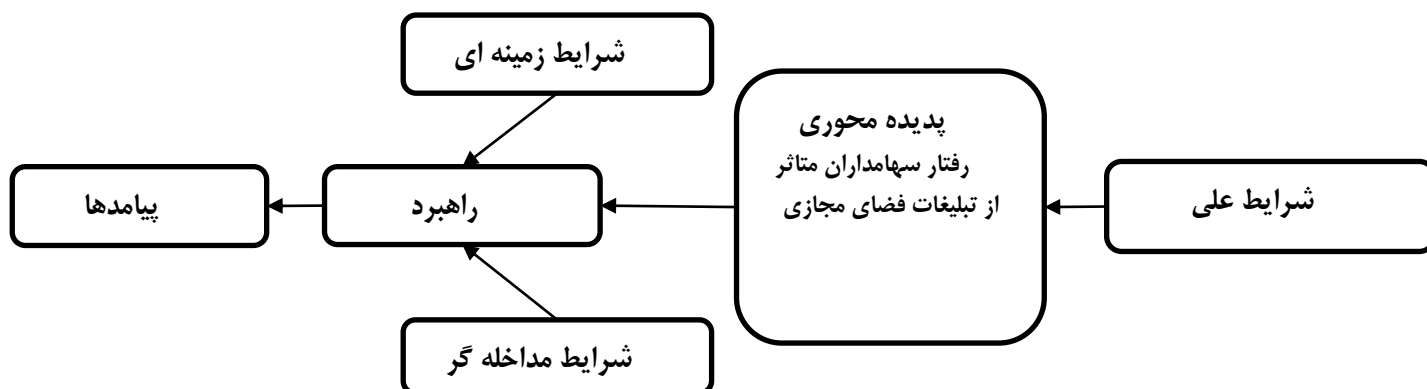 شرایط زمینه ای
پدیده محوری
رفتار سهامداران متاثر
از تبلیغات فضای مجازی
شرایط علی
راهبرد
پیامدها
شرایط مداخله گر